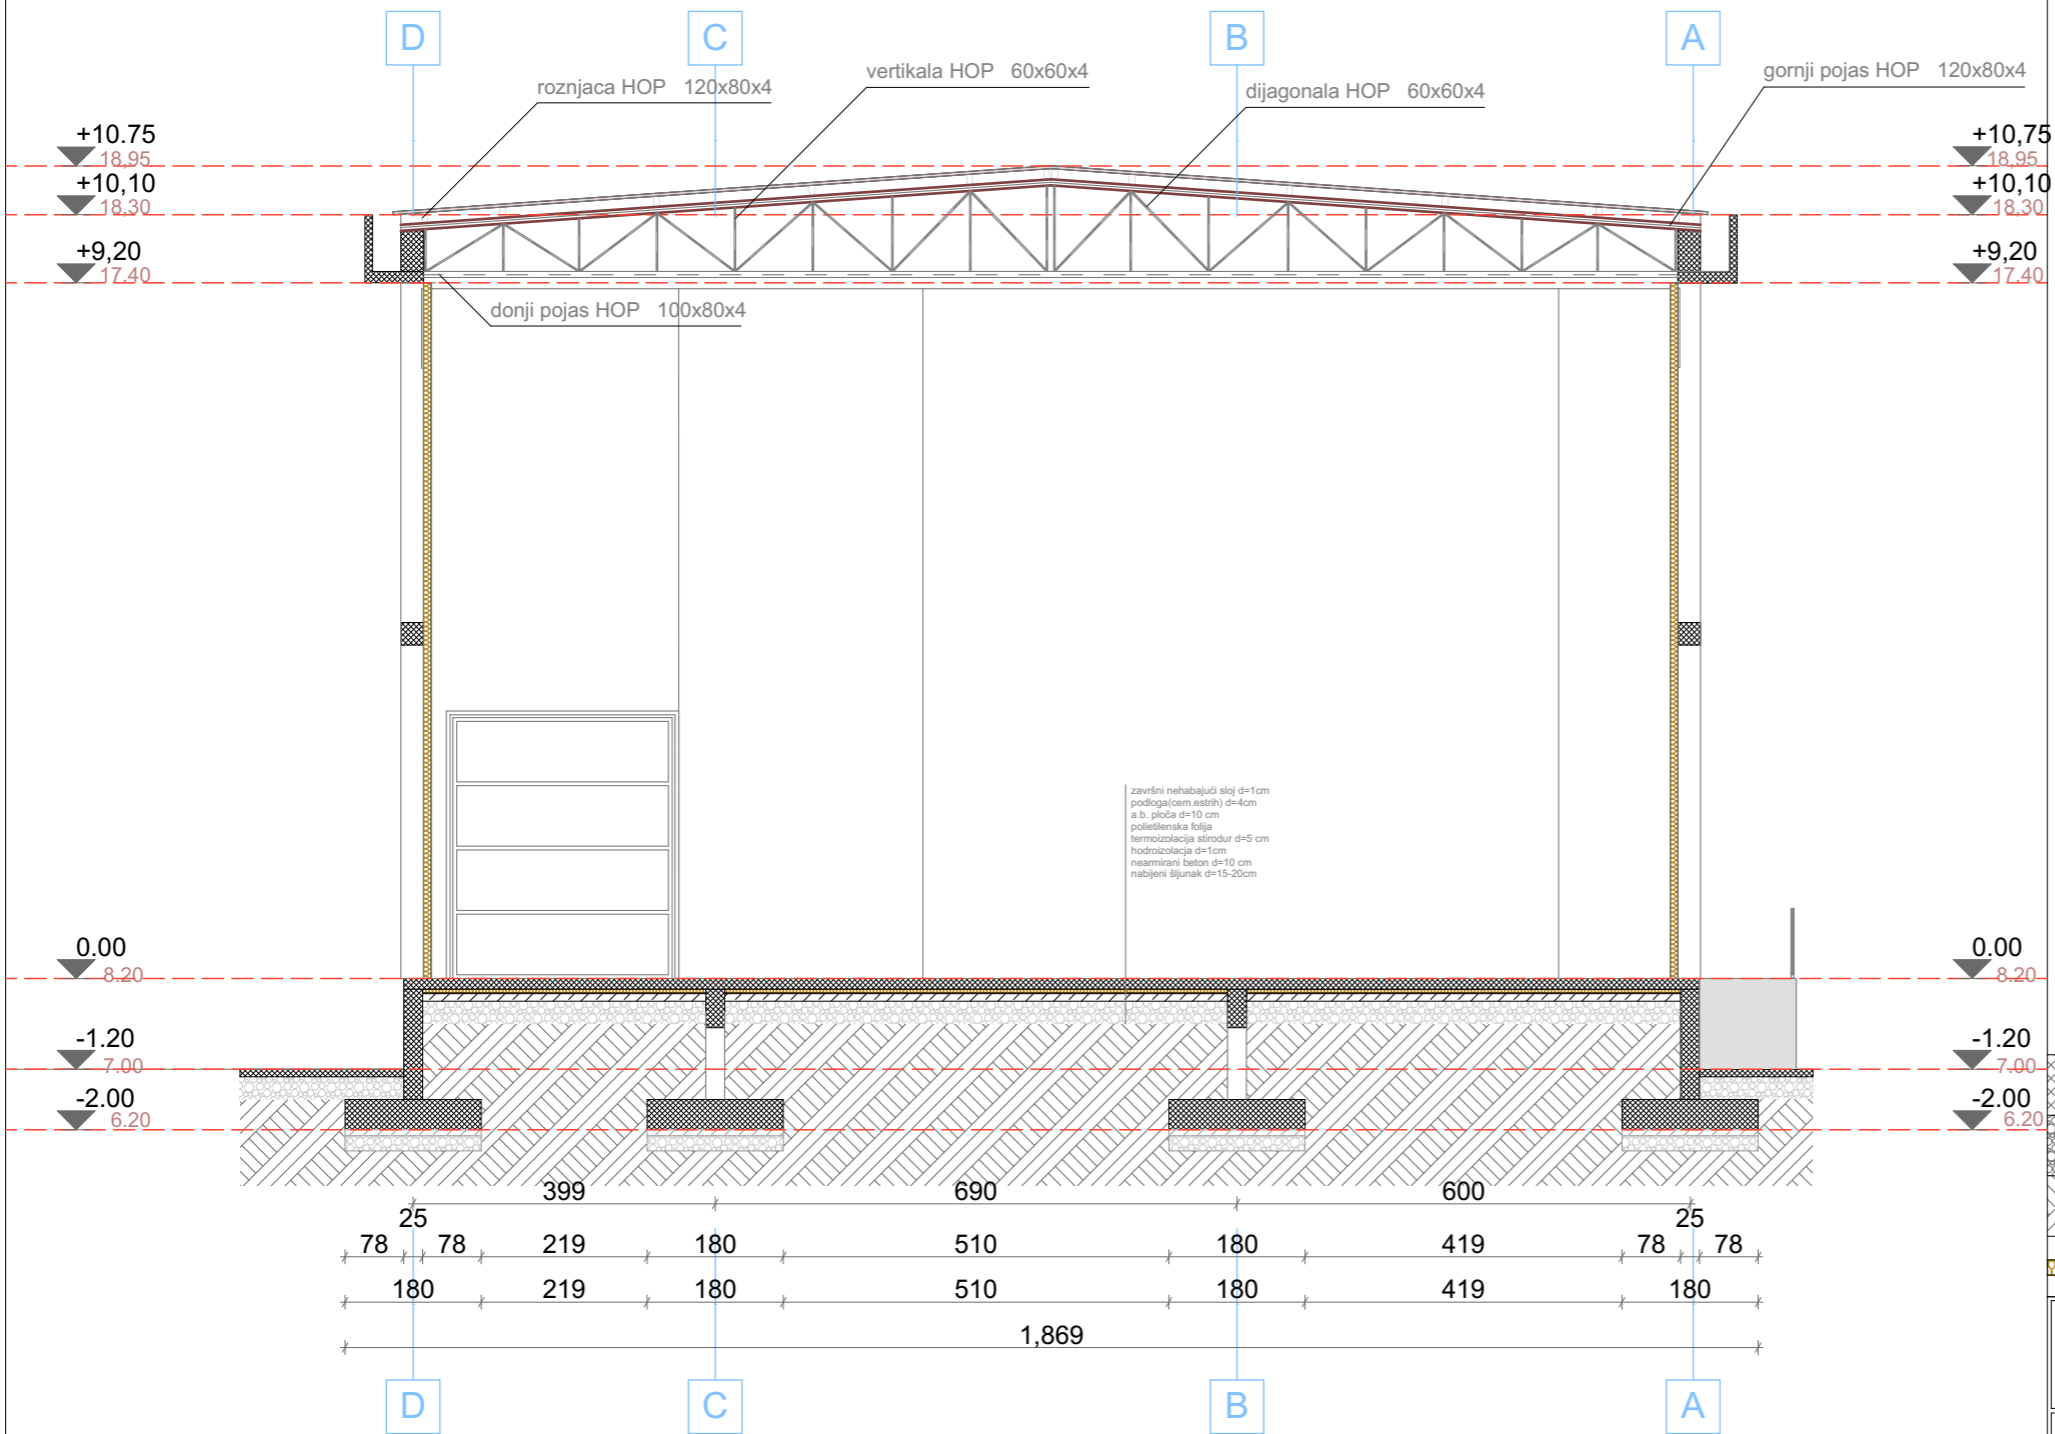 D C B A
roznjaca HOP 120x80x4
vertikala HOP 60x60x4
dijagonala HOP 60x60x4
gornji pojas HOP 120x80x4
+10.75
18,95
+10,10
18,30
+9,20
17,40
+10,75
18,95
+10,10
18,30
+9,20
17,40
donji pojas HOP 100x80x4
završni nehabajući sloj d=1cm
podloga(cem.estrih) d=4cm
a.b. ploča d=10 cm
polietilenska folija
termoizolacija stirodur d=5 cm
hodroizolacja d=1cm
nearmirani beton d=10 cm
nabijeni šljunak d=15-20cm
0.00
8.20
-1.20
7.00
-2.00
6.20
0.00
8.20
-1.20
7.00
-2.00
6.20
399 690 600
25 25
78 78 219 180 510 180 419 78 78
180 219 180 510 180 419 180
1,869
D C B A